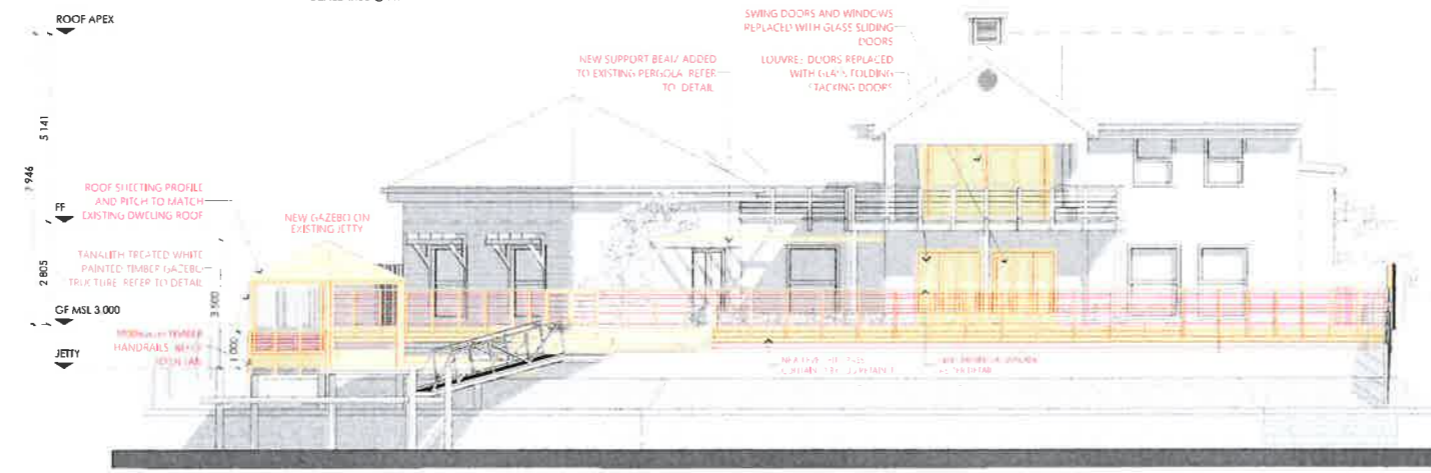 ROOF APEX
SWING DOORS AND WINDOWS
REPLACED WITH GLASS SLIDING
DOORS
NEW SUPPORT BEAM ADDED
TO EXISTING PERGOLA REFER
TO DETAIL
DOORS REPLACED
WITH GLASS FOLDING
STACKING DOORS
5 141
7 946
ROOF SHEETING PROFILE
AND PITCH TO MATCH
EXISTING DWELING ROOF
FF
NEW GAZEBO ON
EXISTING JETTY
TANALITH TREATED WHITE
PAINTED TIMBER GAZEBO
REFER TO DETAIL
2 805
3 500
GF MSL 3 000
TIMBER
HANDRAILS
1 000
JETTY